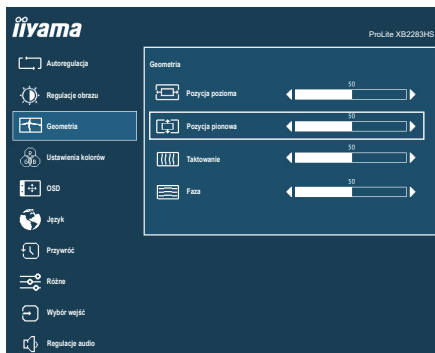 iiyama
ProLite XB2283HS
Autoregulacja
Regulacje obrazu
Geometria
Ustawienia kolorów
R
G B
OSD
Język
Przywróć
Różne
Wybór wejść
Regulacje audio
Geometria
Pozycja pozioma
50
Pozycja pionowa
50
Taktowanie
50
Faza
50